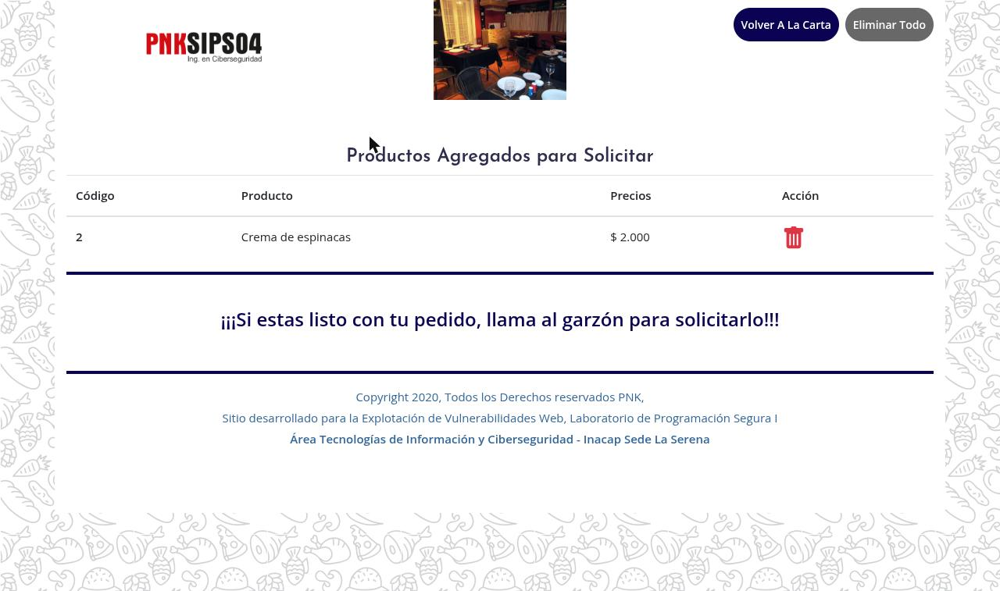 PNKSIPS04
Ing. en Ciberseguridad
Volver A La Carta
Eliminar Todo
Productos Agregados para Solicitar
Código Producto Precios Acción
2 Crema de espinacas $ 2.000
¡¡¡Si estas listo con tu pedido, llama al garzón para solicitarlo!!!
Copyright 2020, Todos los Derechos reservados PNK,
Sitio desarrollado para la Explotación de Vulnerabilidades Web, Laboratorio de Programación Segura I
Área Tecnologías de Información y Ciberseguridad - Inacap Sede La Serena